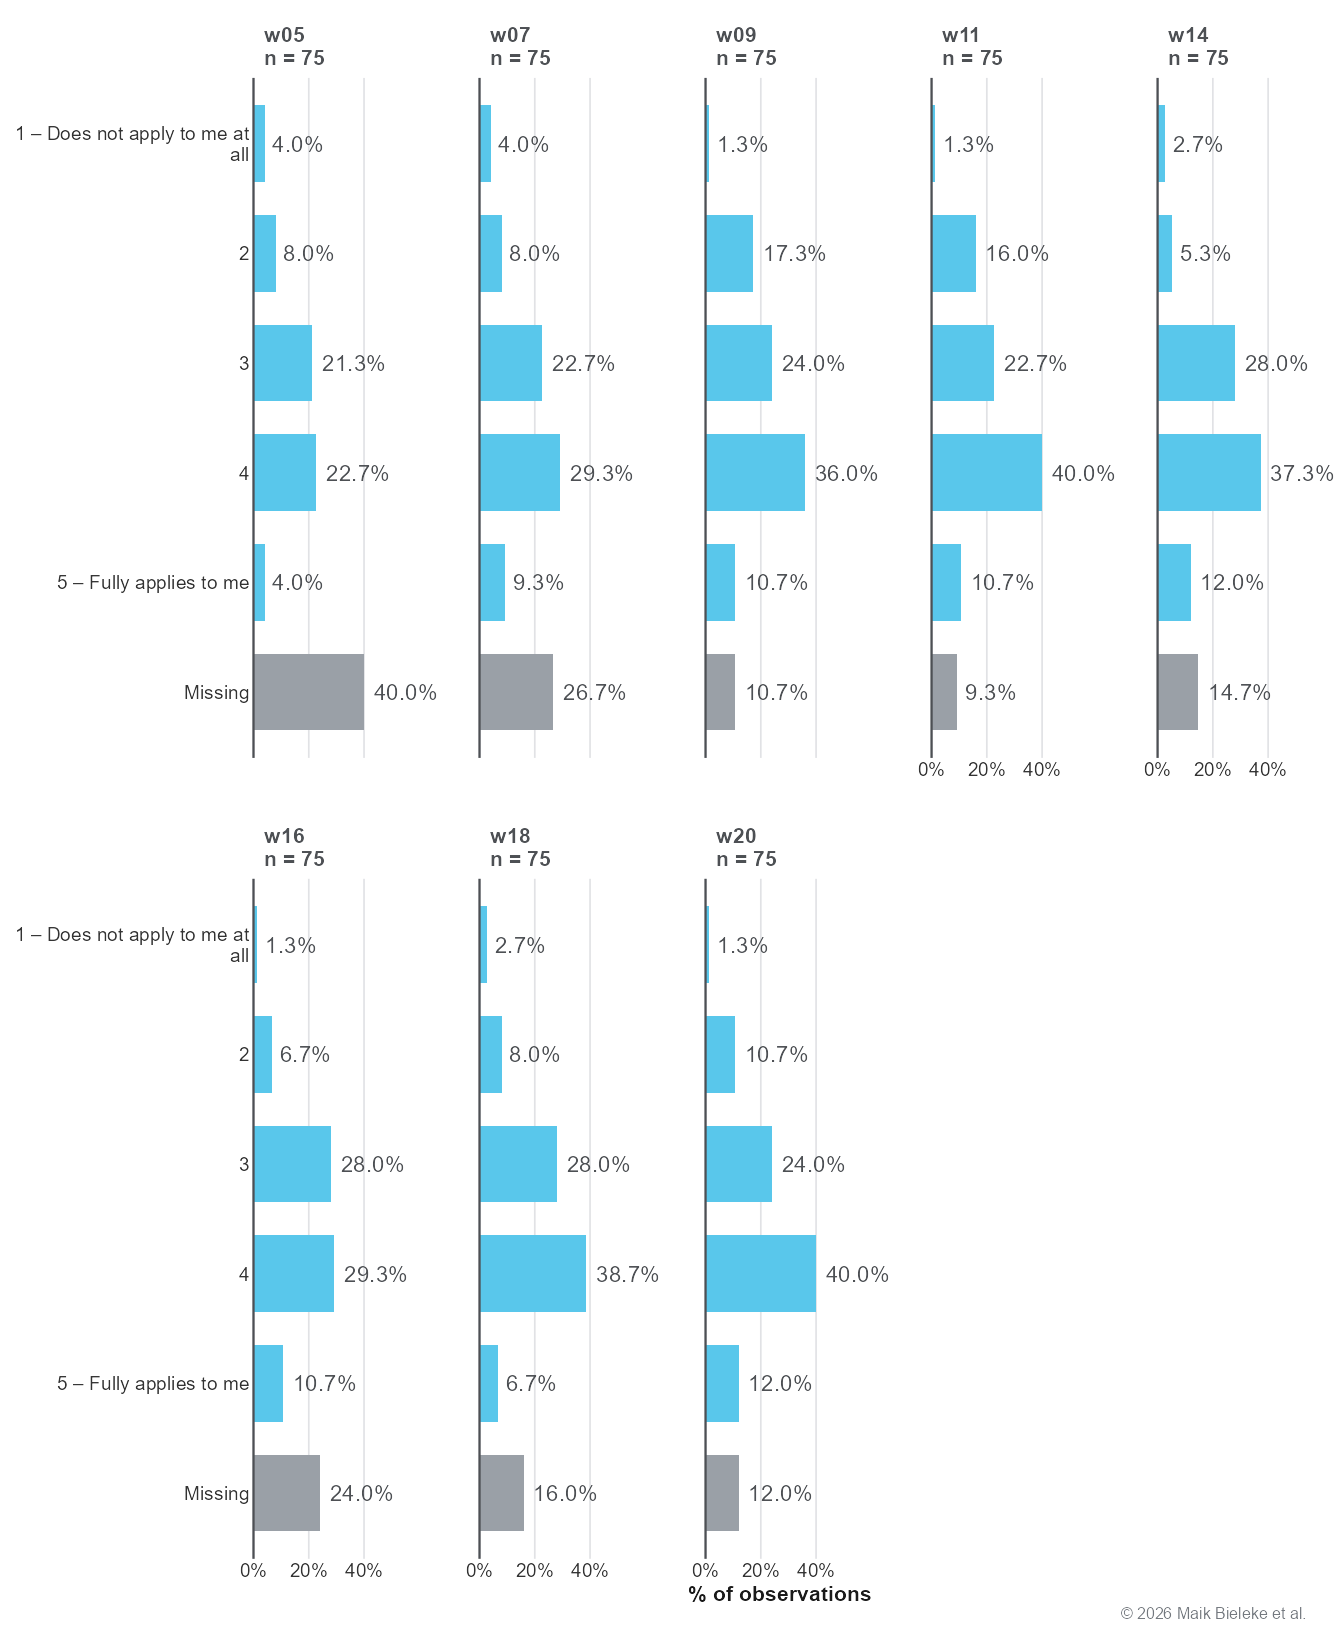 w05 w07 w09 w11 w14
n = 75 n = 75 n = 75 n = 75 n = 75
1 – Does not apply to me at
all
4.0% 4.0% 1.3% 1.3% 2.7%
2 8.0% 8.0% 17.3% 16.0% 5.3%
3 21.3% 22.7% 24.0% 22.7% 28.0%
4 22.7% 29.3% 36.0% 40.0% 37.3%
5 – Fully applies to me 4.0% 9.3% 10.7% 10.7% 12.0%
Missing 40.0% 26.7% 10.7% 9.3% 14.7%
0% 20% 40% 0% 20% 40%
w16 w18 w20
n = 75 n = 75 n = 75
1 – Does not apply to me at
all
1.3% 2.7% 1.3%
2 6.7% 8.0% 10.7%
3 28.0% 28.0% 24.0%
4 29.3% 38.7% 40.0%
5 – Fully applies to me 10.7% 6.7% 12.0%
Missing 24.0% 16.0% 12.0%
0% 20% 40% 0% 20% 40% 0% 20% 40%
% of observations
© 2026 Maik Bieleke et al.